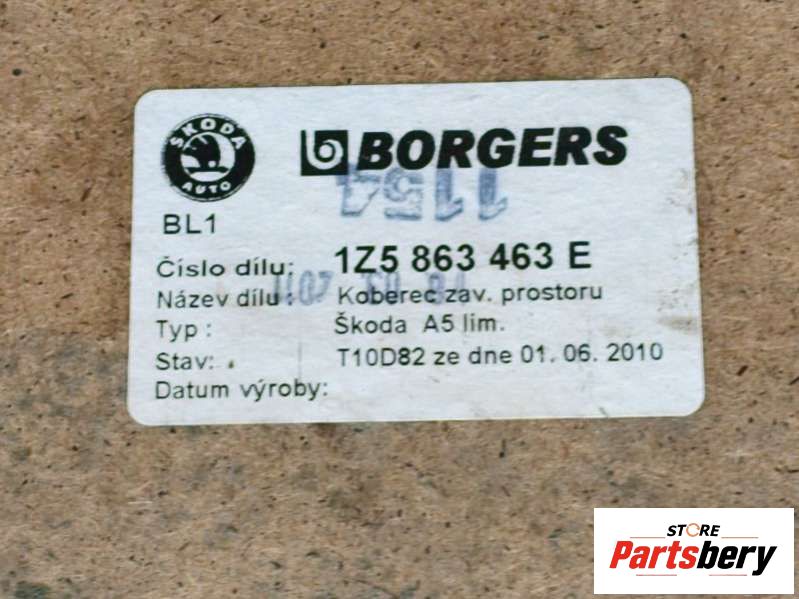 ŠKODA
AUTO
BORGERS
1154
BL1
Číslo dílu: 1Z5 863 463 E
Název dílu: Koberec zav. prostoru
Typ: Škoda A5 lim.
Stav: T10D82 ze dne 01. 06. 2010
Datum výroby:
STORE
Partsbery